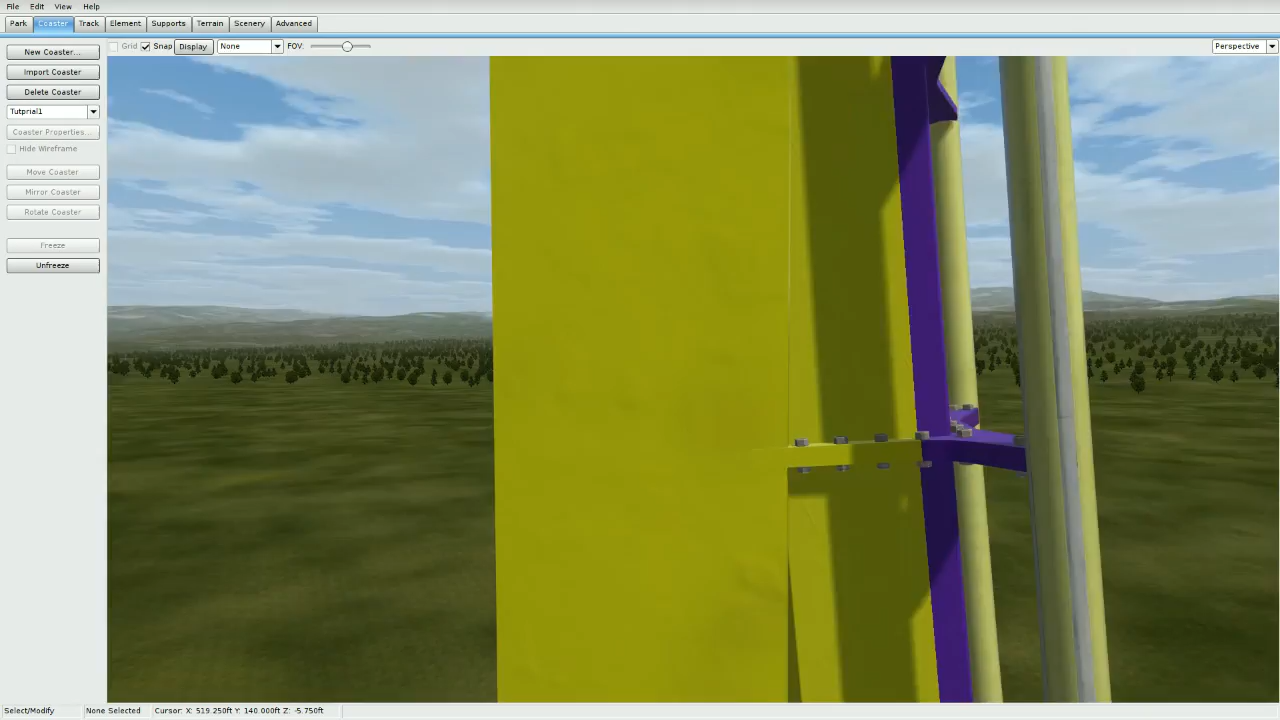 File Edit View Help
Park Coaster Track Element Supports Terrain Scenery Advanced
New Coaster... Grid Snap Display None FOV: Perspective
Import Coaster
Delete Coaster
Tutprial1
Coaster Properties...
Hide Wireframe
Move Coaster
Mirror Coaster
Rotate Coaster
Freeze
Unfreeze
Select/Modify None Selected Cursor: X: 519.250ft Y: 140.000ft Z: -5.750ft